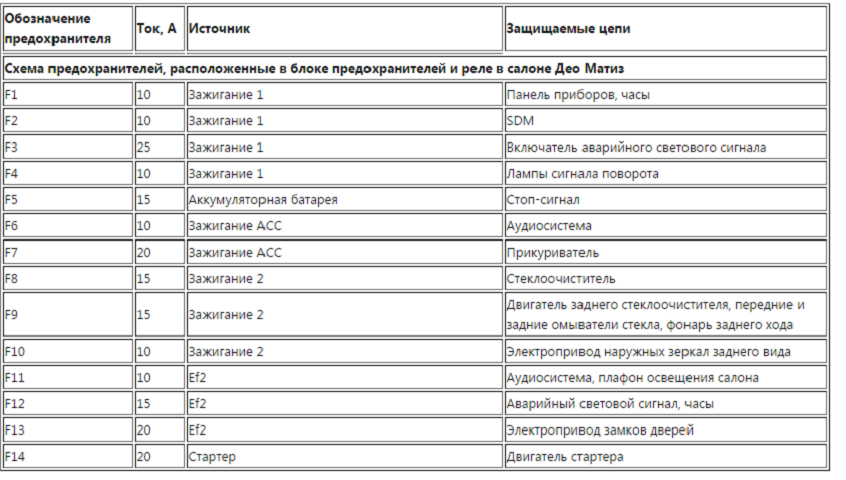 Обозначение
предохранителя Ток, А Источник Защищаемые цепи
Схема предохранителей, расположенные в блоке предохранителей и реле в салоне Део Матиз
F1 10 Зажигание 1 Панель приборов, часы
F2 10 Зажигание 1 SDM
F3 25 Зажигание 1 Включатель аварийного светового сигнала
F4 10 Зажигание 1 Лампы сигнала поворота
F5 15 Аккумуляторная батарея Стоп-сигнал
F6 10 Зажигание АСС Аудиосистема
F7 20 Зажигание АСС Прикуриватель
F8 15 Зажигание 2 Стеклоочиститель
F9 15 Зажигание 2 Двигатель заднего стеклоочистителя, передние и
задние омыватели стекла, фонарь заднего хода
F10 10 Зажигание 2 Электропривод наружных зеркал заднего вида
F11 10 Ef2 Аудиосистема, плафон освещения салона
F12 15 Ef2 Аварийный световой сигнал, часы
F13 20 Ef2 Электропривод замков дверей
F14 20 Стартер Двигатель стартера